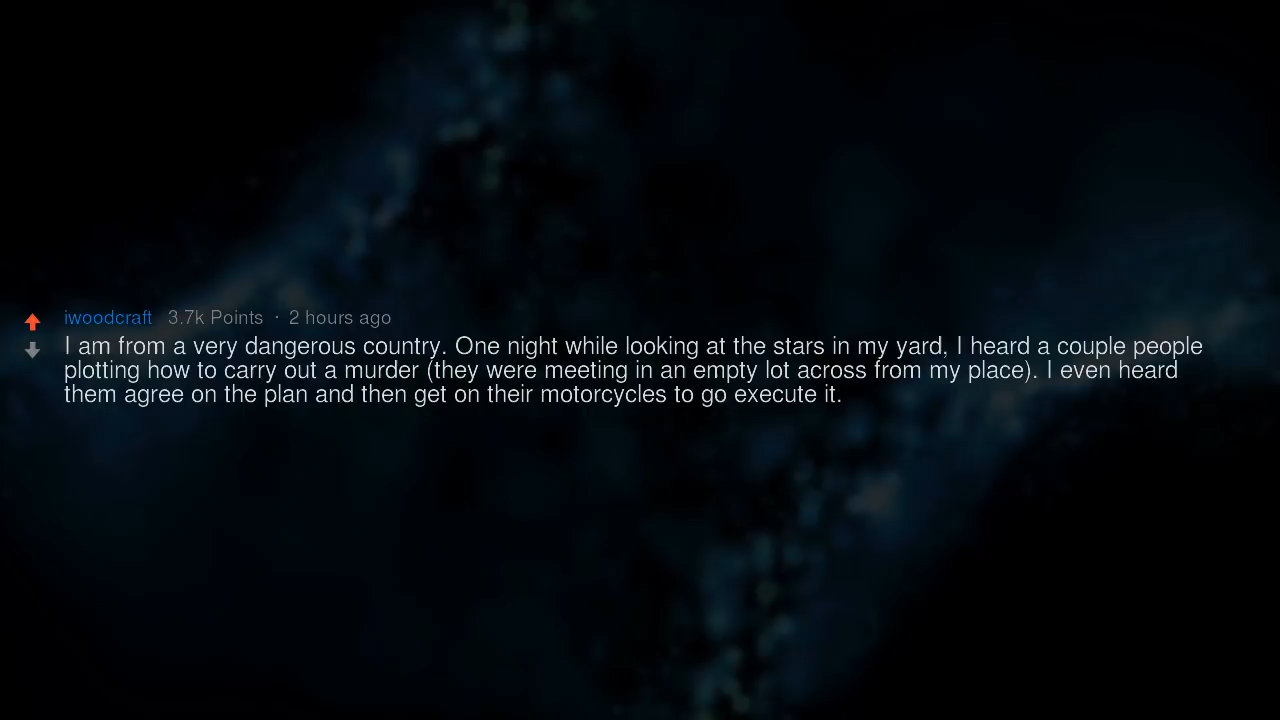 iwoodcraft 3.7k Points · 2 hours ago
I am from a very dangerous country. One night while looking at the stars in my yard, I heard a couple people
plotting how to carry out a murder (they were meeting in an empty lot across from my place). I even heard
them agree on the plan and then get on their motorcycles to go execute it.